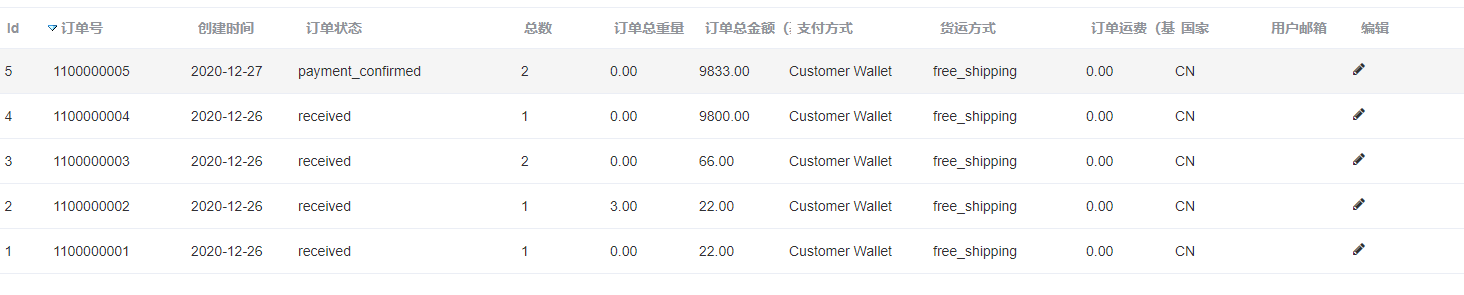 Id 订单号 创建时间 订单状态 总数 订单总重量 订单总金额（ 支付方式 货运方式 订单运费（基 国家 用户邮箱 编辑
5 1100000005 2020-12-27 payment_confirmed 2 0.00 9833.00 Customer Wallet free_shipping 0.00 CN
4 1100000004 2020-12-26 received 1 0.00 9800.00 Customer Wallet free_shipping 0.00 CN
3 1100000003 2020-12-26 received 2 0.00 66.00 Customer Wallet free_shipping 0.00 CN
2 1100000002 2020-12-26 received 1 3.00 22.00 Customer Wallet free_shipping 0.00 CN
1 1100000001 2020-12-26 received 1 0.00 22.00 Customer Wallet free_shipping 0.00 CN